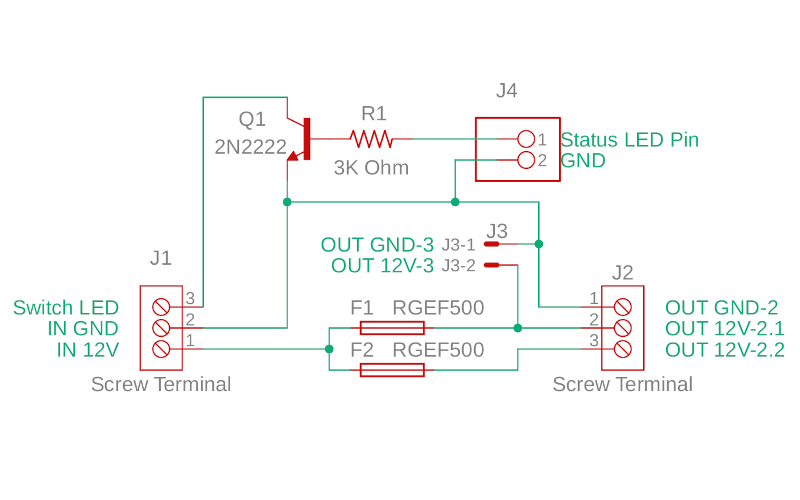 J4
Q1
R1
2N2222
1
Status LED Pin
2
GND
3K Ohm
J3
OUT GND-3
J3-1
OUT 12V-3
J3-2
J1
J2
Switch LED
3
F1
RGEF500
1
OUT GND-2
IN GND
2
2
OUT 12V-2.1
IN 12V
1
F2
RGEF500
3
OUT 12V-2.2
Screw Terminal
Screw Terminal